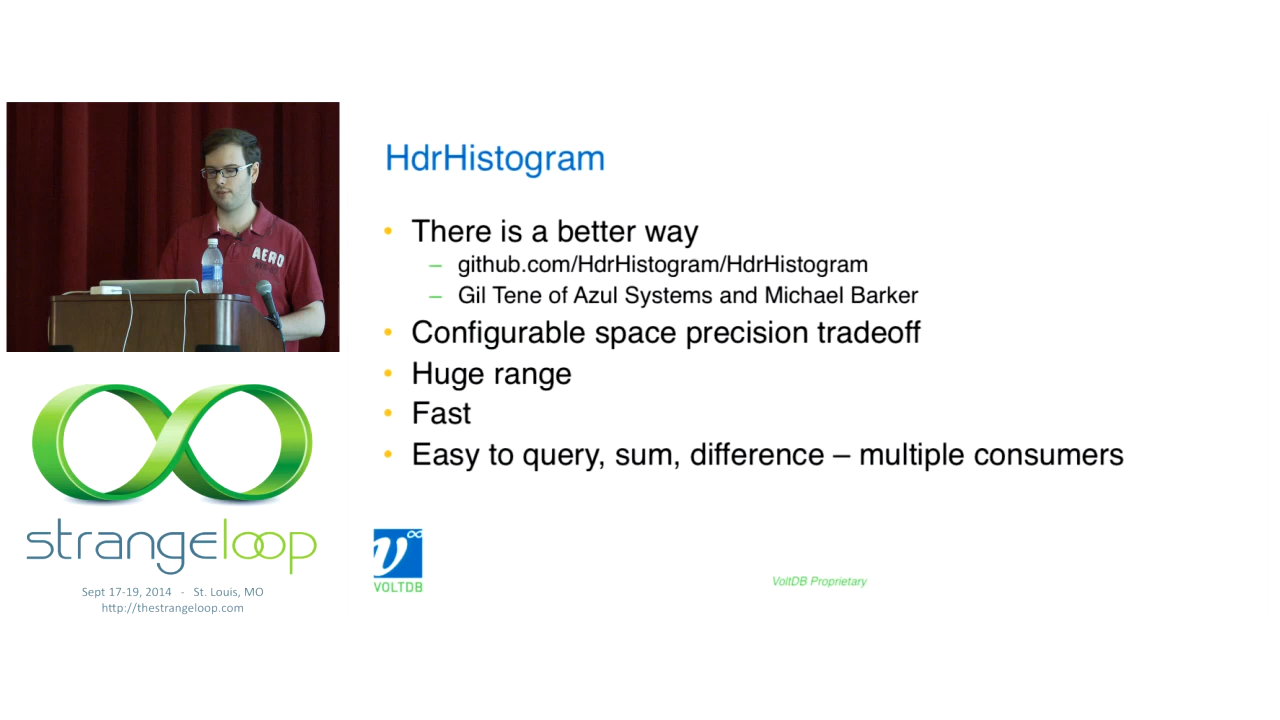 HdrHistogram
• There is a better way
– github.com/HdrHistogram/HdrHistogram
– Gil Tene of Azul Systems and Michael Barker
• Configurable space precision tradeoff
• Huge range
• Fast
• Easy to query, sum, difference – multiple consumers
VOLTDB
VoltDB Proprietary
AERO
strangeloop
Sept 17-19, 2014 - St. Louis, MO
http://thestrangeloop.com